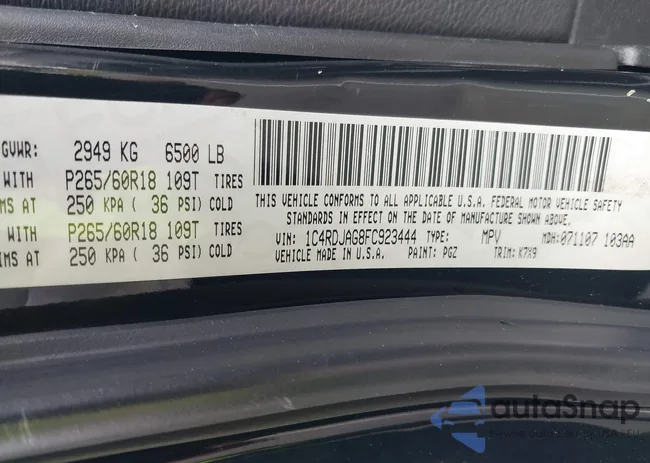 GVWR: 2949 KG 6500 LB
WITH P265/60R18 109T TIRES
MS AT 250 KPA ( 36 PSI) COLD
WITH P265/60R18 109T TIRES
MS AT 250 KPA ( 36 PSI) COLD
THIS VEHICLE CONFORMS TO ALL APPLICABLE U.S.A. FEDERAL MOTOR VEHICLE SAFETY
STANDARDS IN EFFECT ON THE DATE OF MANUFACTURE SHOWN ABOVE.
VIN: 1C4RDJAG8FC923444 TYPE: MPV MDH:071107 103AA
VEHICLE MADE IN U.S.A. PAINT: PGZ TRIM: K7X9
autoSnap